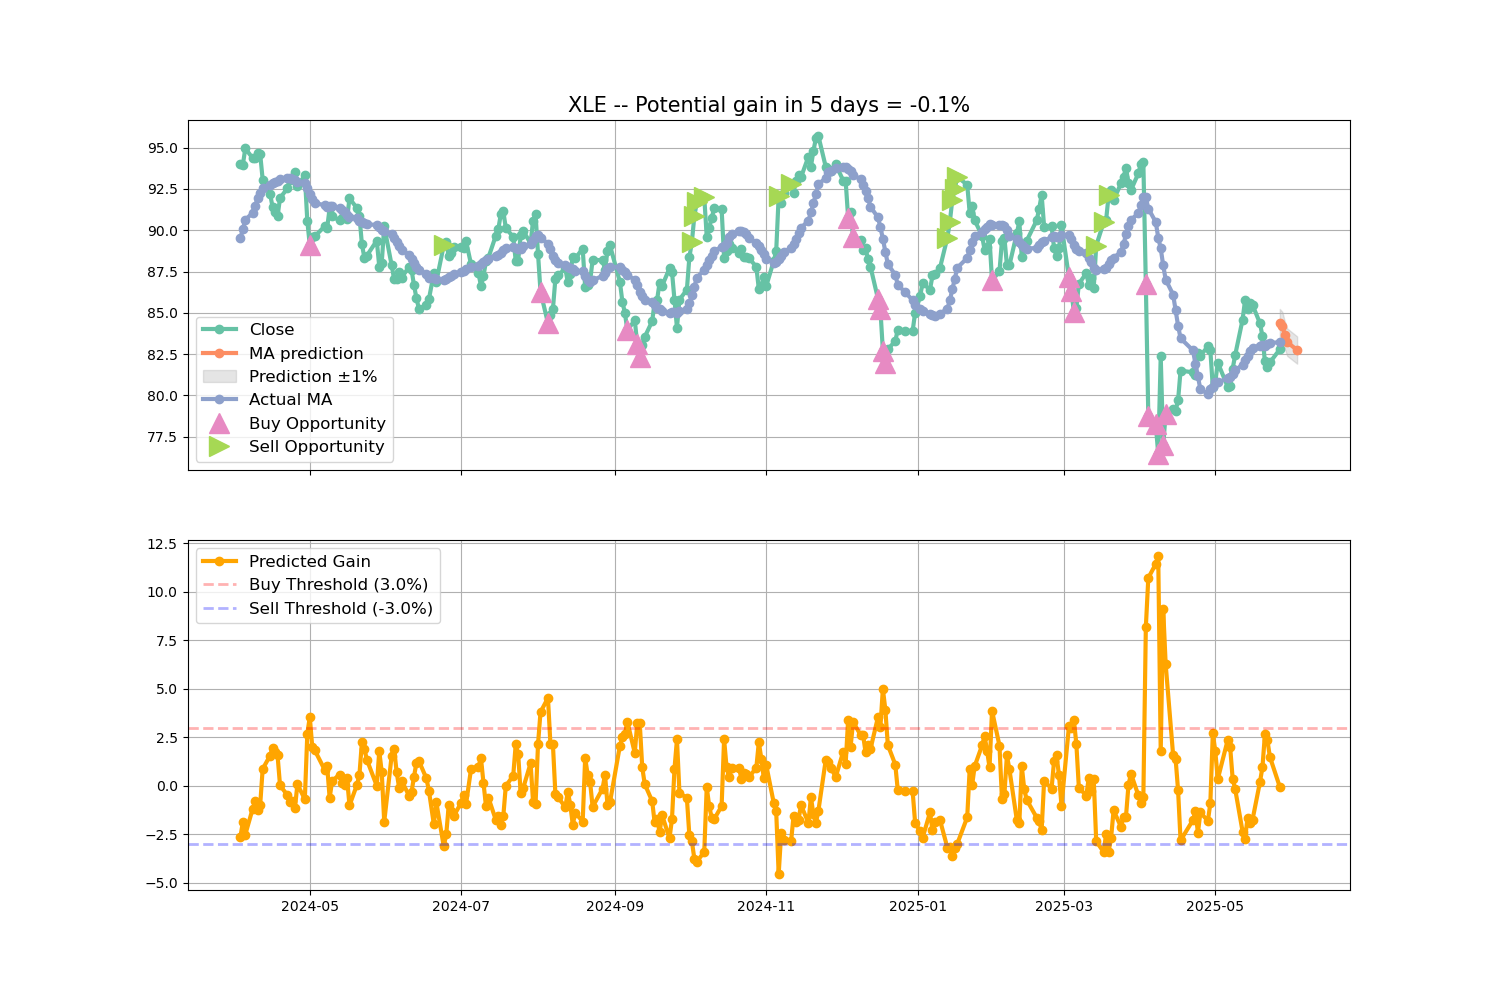 XLE -- Potential gain in 5 days = -0.1%
95.0
92.5
90.0
87.5
85.0
82.5
80.0
77.5
Close
MA prediction
Prediction ±1%
Actual MA
Buy Opportunity
Sell Opportunity
12.5
10.0
7.5
5.0
2.5
0.0
−2.5
−5.0
Predicted Gain
Buy Threshold (3.0%)
Sell Threshold (-3.0%)
2024-05 2024-07 2024-09 2024-11 2025-01 2025-03 2025-05